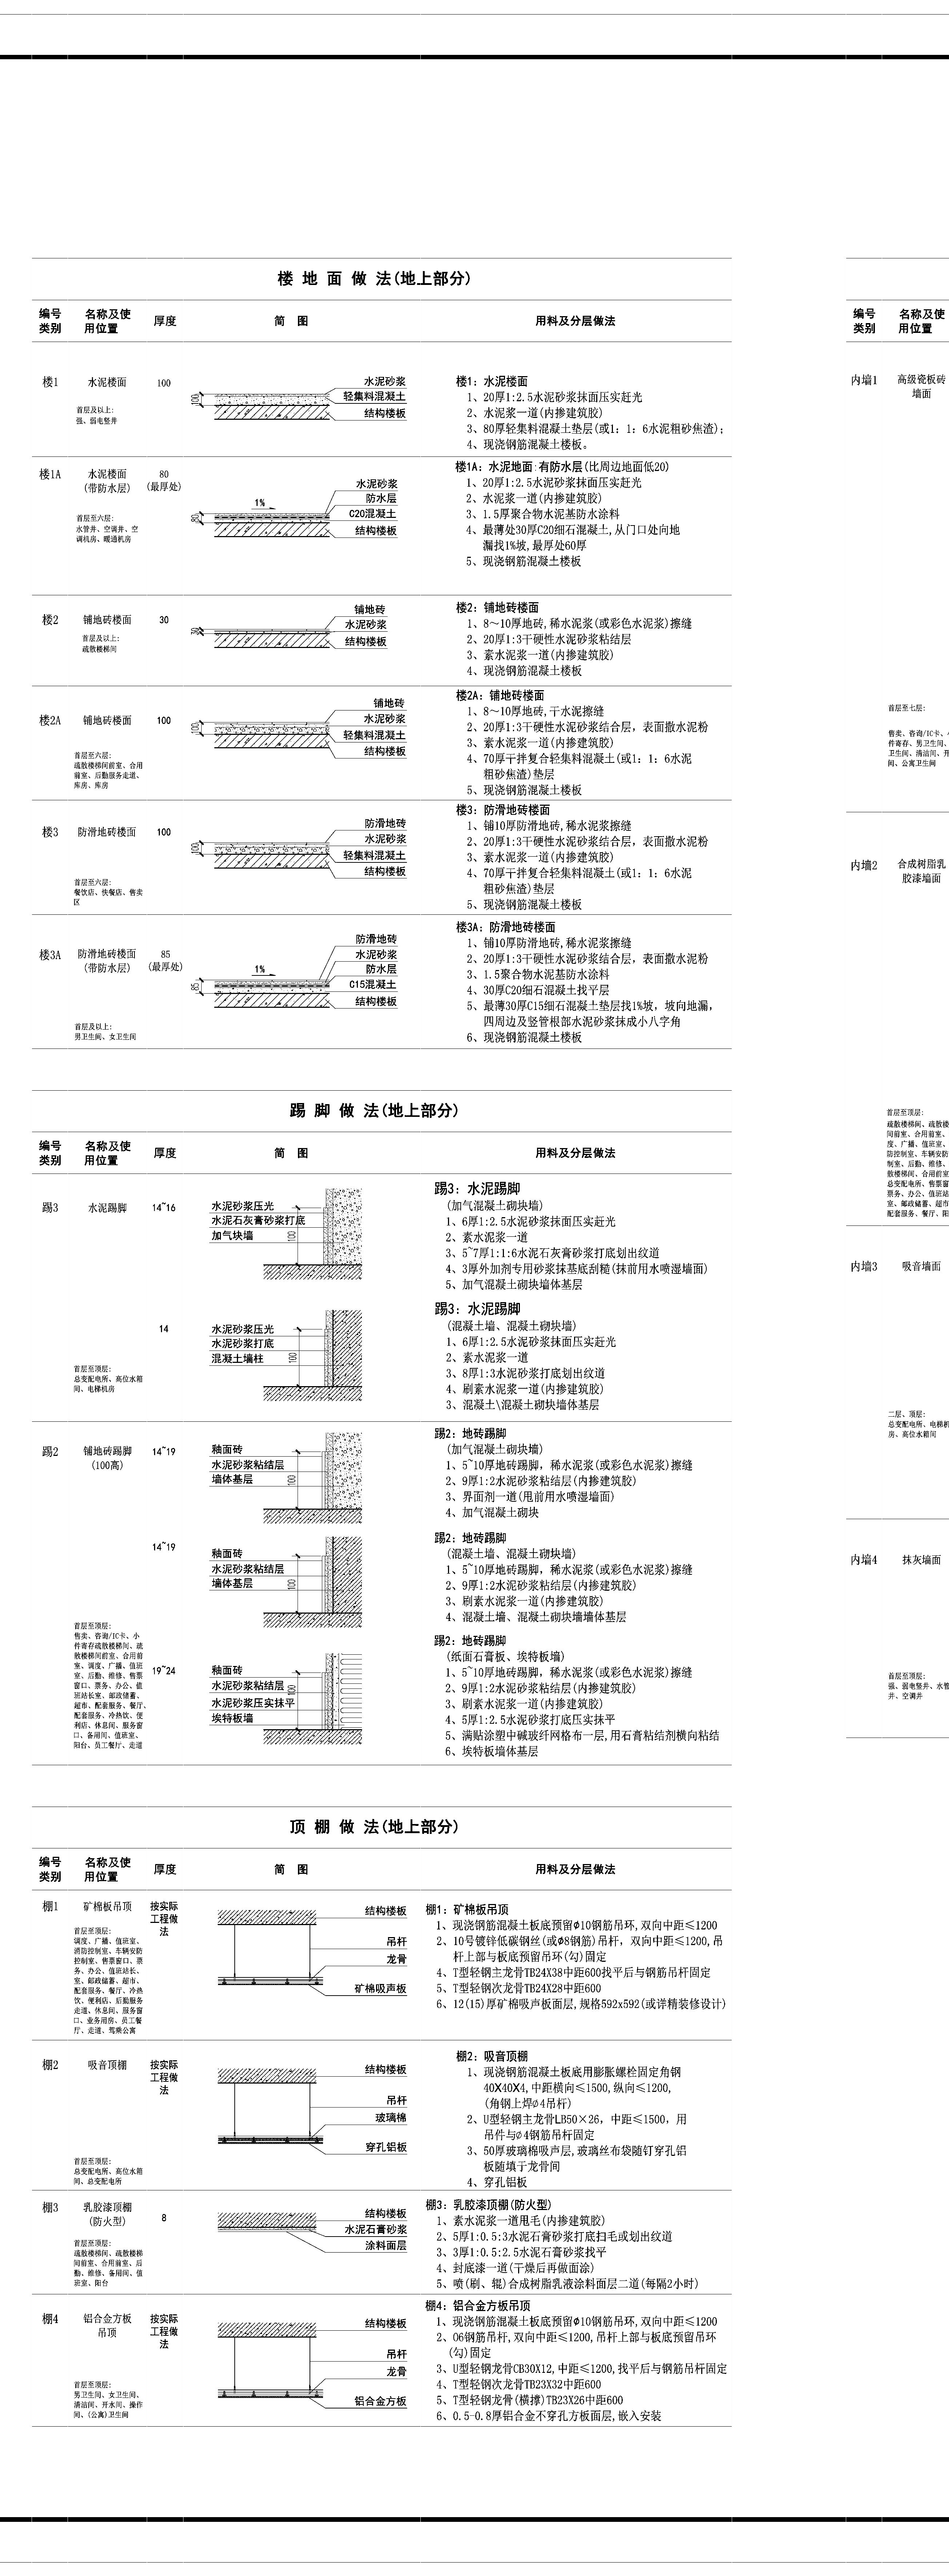 楼 地 面 做 法(地上部分)
编号类别 名称及使用位置 厚度 简 图 用料及分层做法
楼1 水泥楼面 100
首层及以上:
强、弱电竖井
100
水泥砂浆
轻集料混凝土
结构楼板
楼1: 水泥楼面
1、20厚1:2.5水泥砂浆抹面压实赶光
2、水泥浆一道(内掺建筑胶)
3、80厚轻集料混凝土垫层(或1: 1: 6水泥粗砂焦渣);
4、现浇钢筋混凝土楼板。
楼1A 水泥楼面 80
(带防水层) (最厚处)
首层至六层:
水管井、空调井、空
调机房、暖通机房
80
1%
水泥砂浆
防水层
C20混凝土
结构楼板
楼1A: 水泥地面:有防水层(比周边地面低20)
1、20厚1:2.5水泥砂浆抹面压实赶光
2、水泥浆一道(内掺建筑胶)
3、1.5厚聚合物水泥基防水涂料
4、最薄处30厚C20细石混凝土,从门口处向地
漏找1%坡,最厚处60厚
5、现浇钢筋混凝土楼板
楼2 铺地砖楼面 30
首层及以上:
疏散楼梯间
30
铺地砖
水泥砂浆
结构楼板
楼2: 铺地砖楼面
1、8～10厚地砖,稀水泥浆(或彩色水泥浆)擦缝
2、20厚1:3干硬性水泥砂浆粘结层
3、素水泥浆一道(内掺建筑胶)
4、现浇钢筋混凝土楼板
楼2A 铺地砖楼面 100
首层至六层:
疏散楼梯间前室、合用
前室、后勤服务走道、
库房、库房
100
铺地砖
水泥砂浆
轻集料混凝土
结构楼板
楼2A: 铺地砖楼面
1、8～10厚地砖,干水泥擦缝
2、20厚1:3干硬性水泥砂浆结合层, 表面撒水泥粉
3、素水泥浆一道(内掺建筑胶)
4、70厚干拌复合轻集料混凝土(或1: 1: 6水泥
粗砂焦渣)垫层
5、现浇钢筋混凝土楼板
楼3 防滑地砖楼面 100
首层至六层:
餐饮店、快餐店、售卖
区
100
防滑地砖
水泥砂浆
轻集料混凝土
结构楼板
楼3: 防滑地砖楼面
1、铺10厚防滑地砖,稀水泥浆擦缝
2、20厚1:3干硬性水泥砂浆结合层, 表面撒水泥粉
3、素水泥浆一道(内掺建筑胶)
4、70厚干拌复合轻集料混凝土(或1: 1: 6水泥
粗砂焦渣)垫层
5、现浇钢筋混凝土楼板
楼3A 防滑地砖楼面 85
(带防水层) (最厚处)
首层及以上:
男卫生间、女卫生间
85
1%
防滑地砖
水泥砂浆
防水层
C15混凝土
结构楼板
楼3A: 防滑地砖楼面
1、铺10厚防滑地砖,稀水泥浆擦缝
2、20厚1:3干硬性水泥砂浆结合层, 表面撒水泥粉
3、1.5聚合物水泥基防水涂料
4、30厚C20细石混凝土找平层
5、最薄30厚C15细石混凝土垫层找1%坡, 坡向地漏,
四周边及竖管根部水泥砂浆抹成小八字角
6、现浇钢筋混凝土楼板
踢 脚 做 法(地上部分)
编号类别 名称及使用位置 厚度 简 图 用料及分层做法
踢3 水泥踢脚 14~16
水泥砂浆压光
水泥石灰膏砂浆打底
加气块墙
100
踢3: 水泥踢脚
(加气混凝土砌块墙)
1、6厚1:2.5水泥砂浆抹面压实赶光
2、素水泥浆一道
3、5~7厚1:1:6水泥石灰膏砂浆打底划出纹道
4、3厚外加剂专用砂浆抹基底刮糙(抹前用水喷湿墙面)
5、加气混凝土砌块墙体基层
14
首层至顶层:
总变配电所、高位水箱
间、电梯机房
水泥砂浆压光
水泥砂浆打底
混凝土墙柱
100
踢3: 水泥踢脚
(混凝土墙、混凝土砌块墙)
1、6厚1:2.5水泥砂浆抹面压实赶光
2、素水泥浆一道
3、8厚1:3水泥砂浆打底划出纹道
4、刷素水泥浆一道(内掺建筑胶)
3、混凝土\混凝土砌块墙体基层
踢2 铺地砖踢脚 14~19
(100高)
釉面砖
水泥砂浆粘结层
墙体基层
100
踢2: 地砖踢脚
(加气混凝土砌块墙)
1、5~10厚地砖踢脚, 稀水泥浆(或彩色水泥浆)擦缝
2、9厚1:2水泥砂浆粘结层(内掺建筑胶)
3、界面剂一道(甩前用水喷湿墙面)
4、加气混凝土砌块
14~19
釉面砖
水泥砂浆粘结层
墙体基层
100
踢2: 地砖踢脚
(混凝土墙、混凝土砌块墙)
1、5~10厚地砖踢脚, 稀水泥浆(或彩色水泥浆)擦缝
2、9厚1:2水泥砂浆粘结层(内掺建筑胶)
3、刷素水泥浆一道(内掺建筑胶)
4、混凝土墙、混凝土砌块墙墙体基层
首层至顶层:
售卖、咨询/IC卡、小
件寄存疏散楼梯间、疏
散楼梯间前室、合用前
室、调度、广播、值班
室、后勤、维修、售票
窗口、票务、办公、值
班站长室、邮政储蓄、
超市、配套服务、餐厅、
配套服务、冷热饮、便
利店、休息间、服务窗
口、备用间、值班室、
阳台、员工餐厅、走道
19~24
釉面砖
水泥砂浆粘结层
水泥砂浆压实抹平
埃特板墙
100
踢2: 地砖踢脚
(纸面石膏板、埃特板墙)
1、5~10厚地砖踢脚, 稀水泥浆(或彩色水泥浆)擦缝
2、9厚1:2水泥砂浆粘结层(内掺建筑胶)
3、刷素水泥浆一道(内掺建筑胶)
4、5厚1:2.5水泥砂浆打底压实抹平
5、满贴涂塑中碱玻纤网格布一层,用石膏粘结剂横向粘结
6、埃特板墙体基层
顶 棚 做 法(地上部分)
编号类别 名称及使用位置 厚度 简 图 用料及分层做法
棚1 矿棉板吊顶 按实际工程做法
首层至顶层:
调度、广播、值班室、
消防控制室、车辆安防
控制室、售票窗口、票
务、办公、值班站长、
室、邮政储蓄、超市、
配套服务、餐厅、冷热
饮、便利店、后勤服务
走道、休息间、服务窗
口、业务用房、员工餐
厅、走道、驾乘公寓
结构楼板
吊杆
龙骨
矿棉吸声板
棚1: 矿棉板吊顶
1、现浇钢筋混凝土板底预留φ10钢筋吊环,双向中距≤1200
2、10号镀锌低碳钢丝(或φ8钢筋)吊杆, 双向中距≤1200,吊
杆上部与板底预留吊环(勾)固定
4、T型轻钢主龙骨TB24X38中距600找平后与钢筋吊杆固定
5、T型轻钢次龙骨TB24X28中距600
6、12(15)厚矿棉吸声板面层,规格592x592(或详精装修设计)
棚2 吸音顶棚 按实际工程做法
首层至顶层:
总变配电所、高位水箱
间、总变配电所
结构楼板
吊杆
玻璃棉
穿孔铝板
棚2: 吸音顶棚
1、现浇钢筋混凝土板底用膨胀螺栓固定角钢
40X40X4,中距横向≤1500,纵向≤1200,
(角钢上焊φ4吊杆)
2、U型轻钢主龙骨LB50×26, 中距≤1500, 用
吊件与φ4钢筋吊杆固定
3、50厚玻璃棉吸声层,玻璃丝布袋随钉穿孔铝
板随填于龙骨间
4、穿孔铝板
棚3 乳胶漆顶棚 8
(防火型)
首层至顶层:
疏散楼梯间、疏散楼梯
间前室、合用前室、后
勤、维修、备用间、值
班室、阳台
结构楼板
水泥石膏砂浆
涂料面层
棚3: 乳胶漆顶棚(防火型)
1、素水泥浆一道甩毛(内掺建筑胶)
2、5厚1:0.5:3水泥石膏砂浆打底扫毛或划出纹道
3、3厚1:0.5:2.5水泥石膏砂浆找平
4、封底漆一道(干燥后再做面涂)
5、喷(刷、辊)合成树脂乳液涂料面层二道(每隔2小时)
棚4 铝合金方板吊顶 按实际工程做法
首层至顶层:
男卫生间、女卫生间、
清洁间、开水间、操作
间、(公寓)卫生间
结构楼板
吊杆
龙骨
铝合金方板
棚4: 铝合金方板吊顶
1、现浇钢筋混凝土板底预留φ10钢筋吊环,双向中距≤1200
2、O6钢筋吊杆,双向中距≤1200,吊杆上部与板底预留吊环
(勾)固定
3、U型轻钢龙骨CB30X12,中距≤1200,找平后与钢筋吊杆固定
4、T型轻钢次龙骨TB23X32中距600
5、T型轻钢龙骨(横撑)TB23X26中距600
6、0.5-0.8厚铝合金不穿孔方板面层,嵌入安装
编号类别 名称及使用位置
内墙1 高级瓷板砖墙面
首层至七层:
售卖、咨询/IC卡、
件寄存、男卫生间、
卫生间、清洁间、开
间、公寓卫生间
内墙2 合成树脂乳胶漆墙面
首层至顶层:
疏散楼梯间、疏散楼
间前室、合用前室、
度、广播、值班室、
防控制室、车辆安防
制室、后勤、维修、
散楼梯间、合用前室
总变配电所、售票窗
票务、办公、值班站
室、邮政储蓄、超市
配套服务、餐厅、阳
内墙3 吸音墙面
二层、顶层:
总变配电所、电梯机
房、高位水箱间
内墙4 抹灰墙面
首层至顶层:
强、弱电竖井、水管
井、空调井